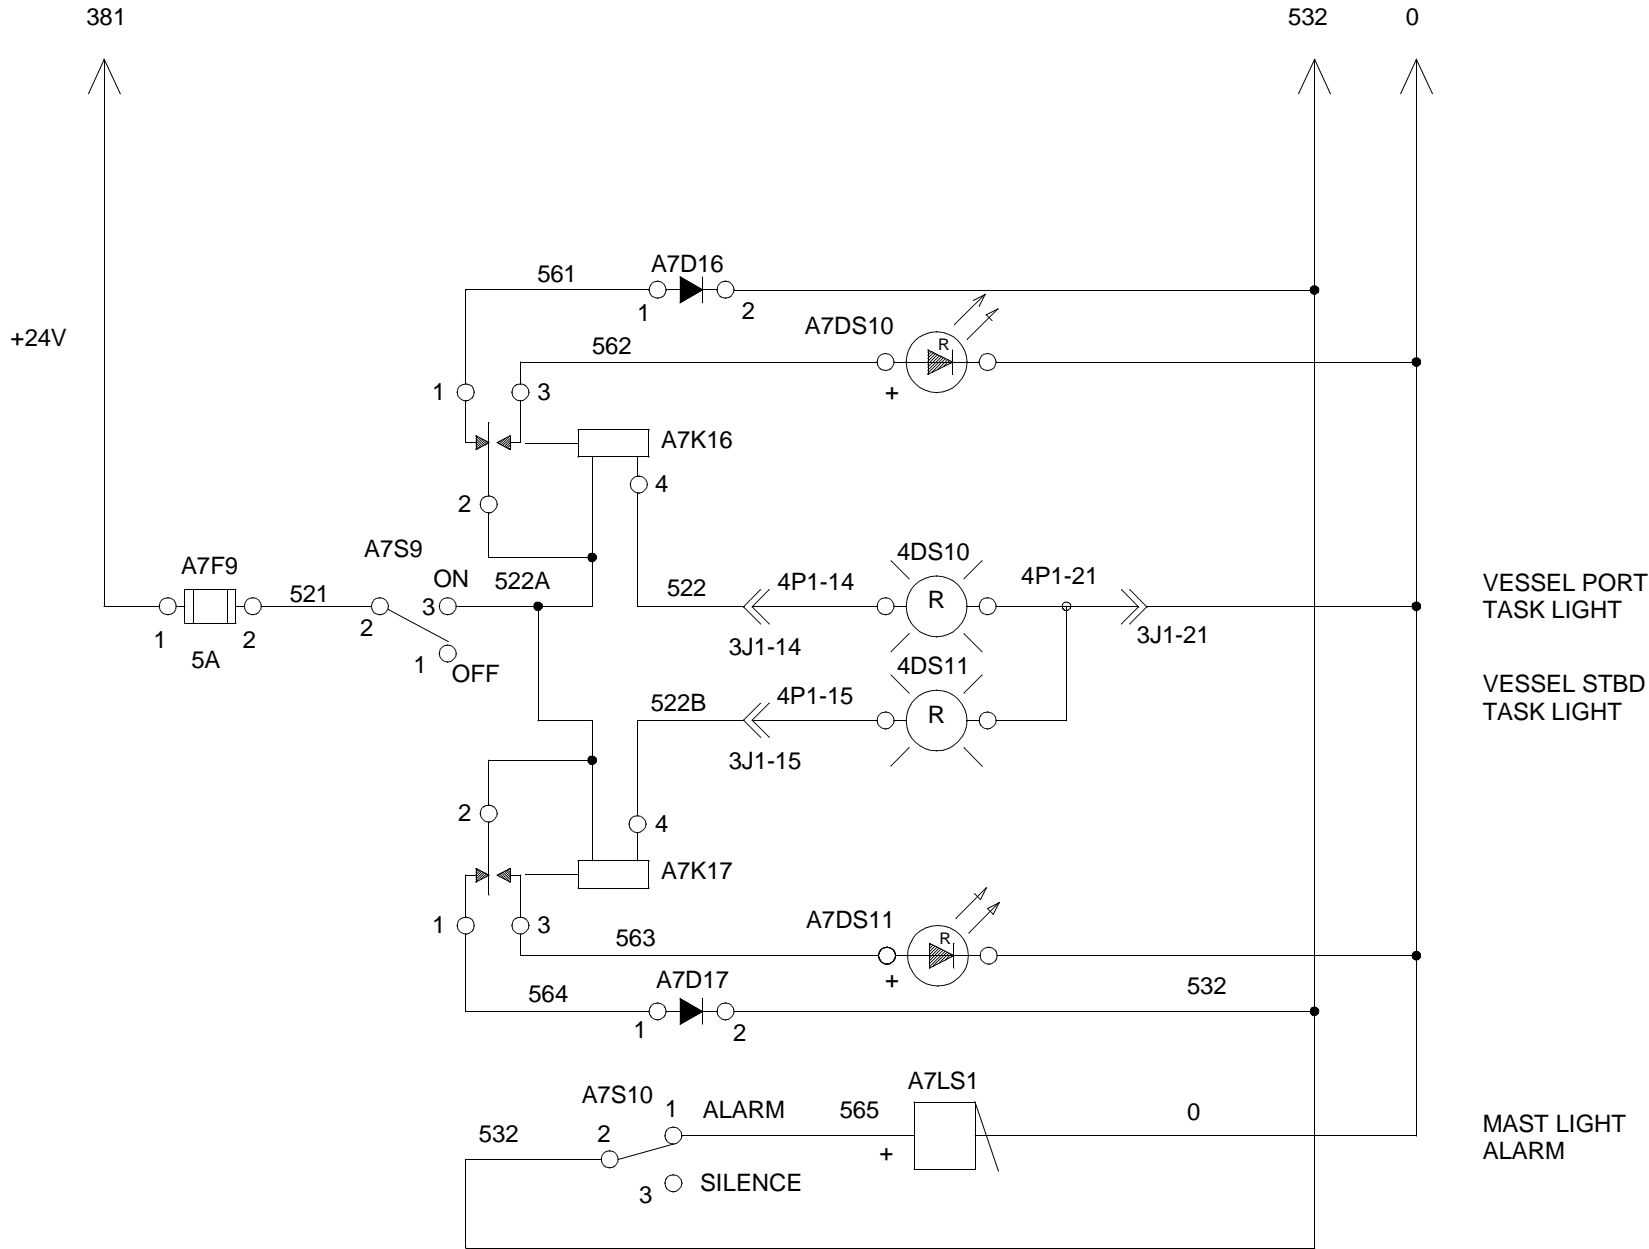 381
532
0
561
A7D16
1
2
+24V
562
A7DS10
R
+
1
3
A7K16
2
4
A7F9
1
2
5A
521
A7S9
2
ON
3
1
OFF
522A
522
4P1-14
3J1-14
4DS10
R
4P1-21
3J1-21
VESSEL PORT
TASK LIGHT
522B
4P1-15
3J1-15
4DS11
R
VESSEL STBD
TASK LIGHT
2
4
A7K17
1
3
563
A7DS11
R
+
564
A7D17
1
2
532
A7S10
532
2
1
ALARM
3
SILENCE
565
A7LS1
+
0
MAST LIGHT
ALARM